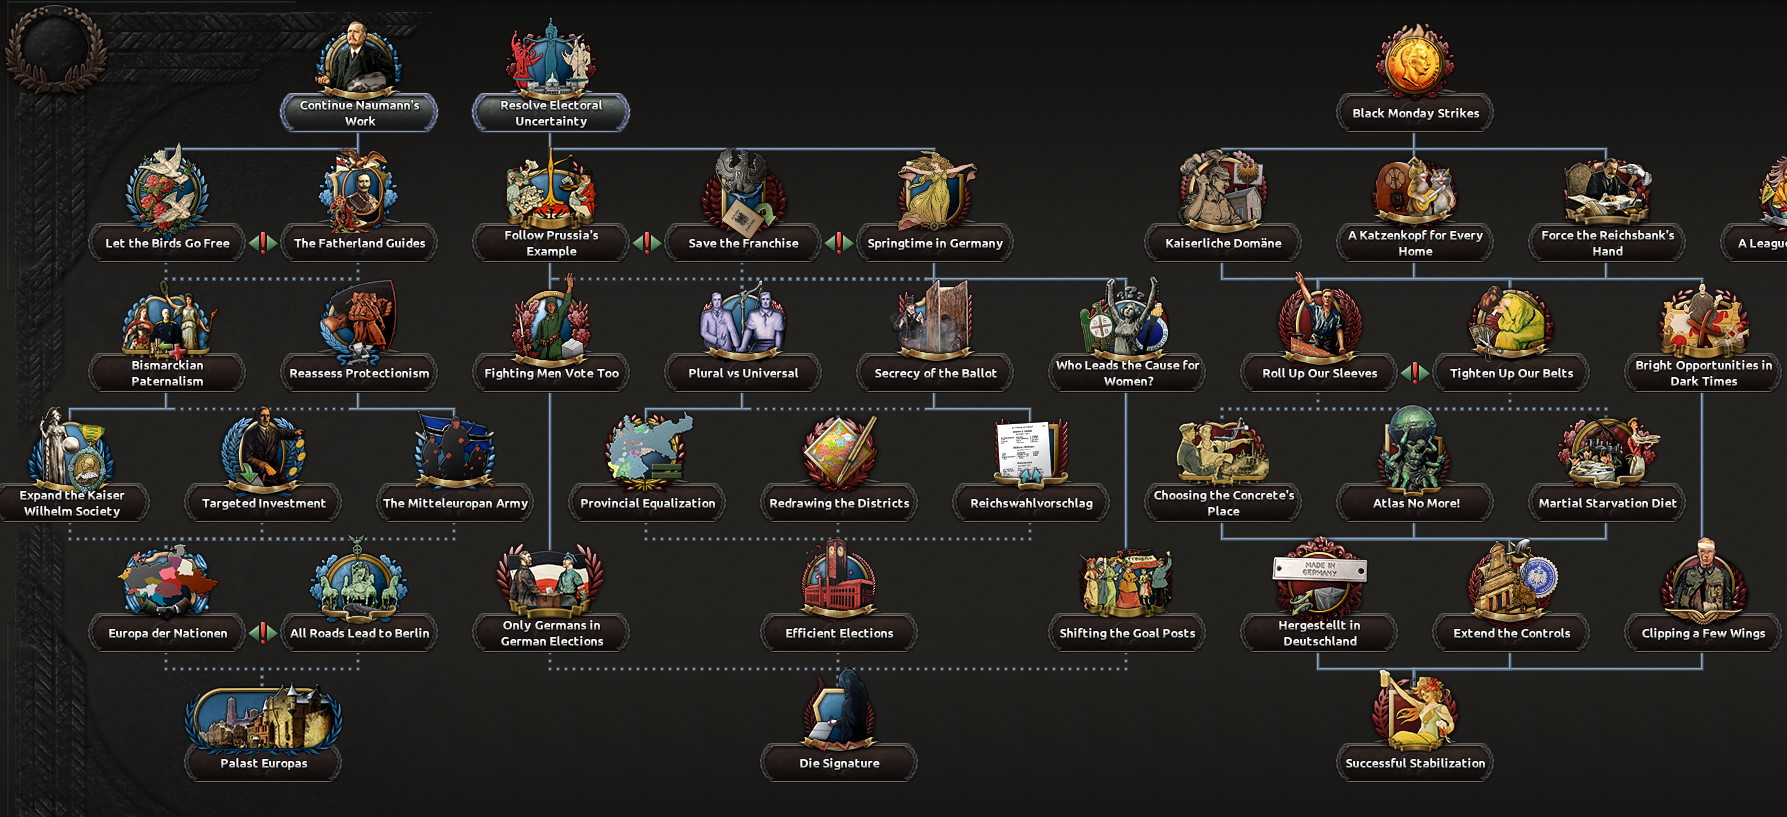 Continue Naumann's
Work
Resolve Electoral
Uncertainty
Black Monday Strikes
Let the Birds Go Free
The Fatherland Guides
Follow Prussia's
Example
Save the Franchise
Springtime in Germany
Kaiserliche Domäne
A Katzenkopf for Every
Home
Force the Reichsbank's
Hand
A League
Bismarckian
Paternalism
Reassess Protectionism
Fighting Men Vote Too
Plural vs Universal
Secrecy of the Ballot
Who Leads the Cause for
Women?
Roll Up Our Sleeves
Tighten Up Our Belts
Bright Opportunities in
Dark Times
Expand the Kaiser
Wilhelm Society
Targeted Investment
The Mitteleuropan Army
Provincial Equalization
Redrawing the Districts
Reichswahlvorschlag
Choosing the Concrete's
Place
Atlas No More!
Martial Starvation Diet
MADE IN
GERMANY
Europa der Nationen
All Roads Lead to Berlin
Only Germans in
German Elections
Efficient Elections
Shifting the Goal Posts
Hergestellt in
Deutschland
Extend the Controls
Clipping a Few Wings
Palast Europas
Die Signature
Successful Stabilization